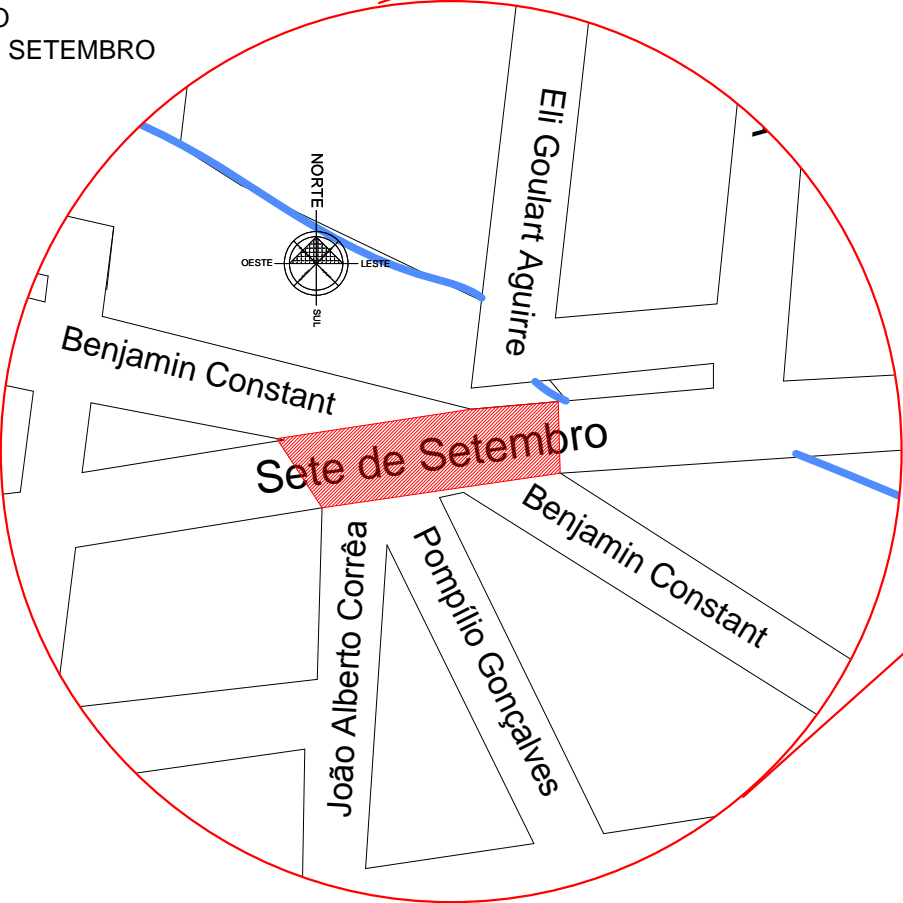 SETEMBRO
Eli Goulart Aguirre
NORTE
OESTE
LESTE
SUL
Benjamin Constant
Sete de Setembro
Benjamin Constant
João Alberto Corrêa
Pompílio Gonçalves